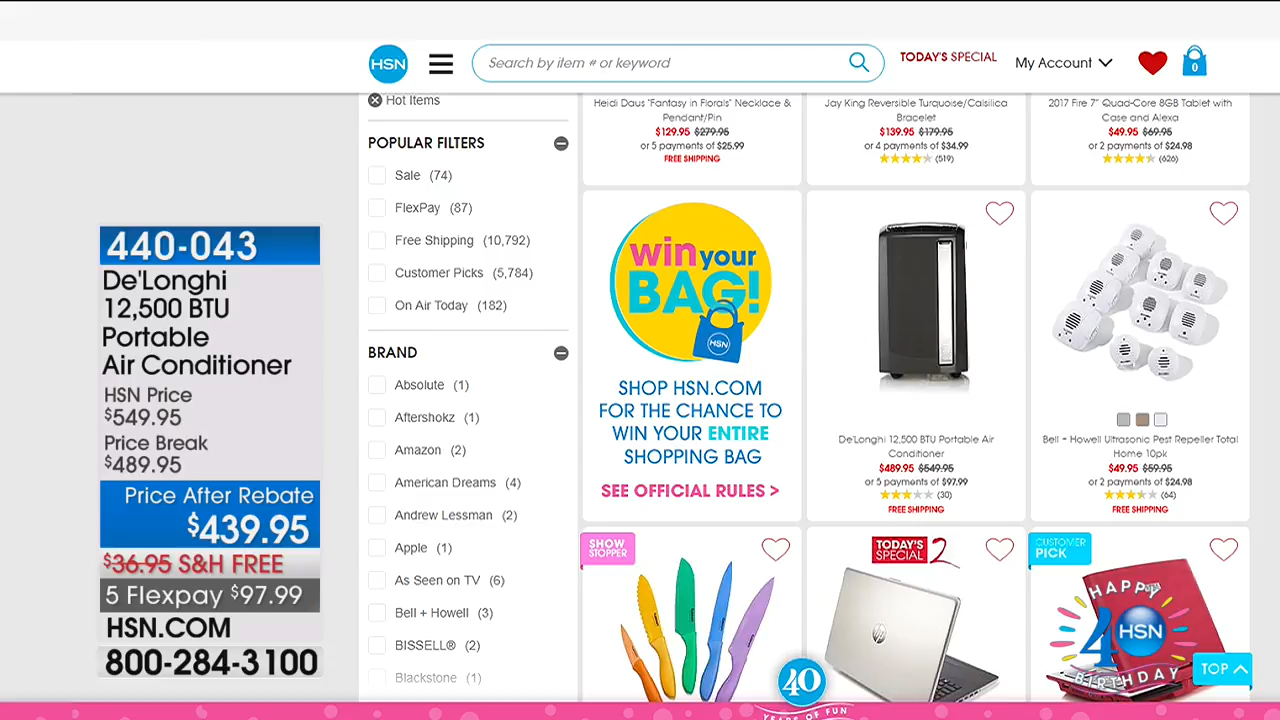 HSN
Search by item # or keyword
TODAY'S SPECIAL
My Account
0
Hot Items
POPULAR FILTERS
Sale (74)
FlexPay (87)
Free Shipping (10,792)
Customer Picks (5,784)
On Air Today (182)
BRAND
Absolute (1)
Aftershokz (1)
Amazon (2)
American Dreams (4)
Andrew Lessman (2)
Apple (1)
As Seen on TV (6)
Bell + Howell (3)
BISSELL® (2)
Blackstone (1)
440-043
De'Longhi
12,500 BTU
Portable
Air Conditioner
HSN Price
$549.95
Price Break
$489.95
Price After Rebate
$439.95
$36.95 S&H FREE
5 Flexpay $97.99
HSN.COM
800-284-3100
Heidi Daus "Fantasy in Florals" Necklace &
Pendant/Pin
$129.95 $279.95
or 5 payments of $25.99
FREE SHIPPING
Jay King Reversible Turquoise/Calsilica
Bracelet
$139.95 $179.95
or 4 payments of $34.99
(519)
2017 Fire 7" Quad-Core 8GB Tablet with
Case and Alexa
$49.95 $69.95
or 2 payments of $24.98
(626)
win your
BAG!
HSN
SHOP HSN.COM
FOR THE CHANCE TO
WIN YOUR ENTIRE
SHOPPING BAG
SEE OFFICIAL RULES >
De'Longhi 12,500 BTU Portable Air
Conditioner
$489.95 $549.95
or 5 payments of $97.99
(30)
FREE SHIPPING
Bell + Howell Ultrasonic Pest Repeller Total
Home 10pk
$49.95 $59.95
or 2 payments of $24.98
(64)
FREE SHIPPING
SHOW
STOPPER
TODAY'S
SPECIAL 2
hp
CUSTOMER
PICK
HAPPY
40 HSN
BIRTHDAY
TOP
40
YEARS OF FUN